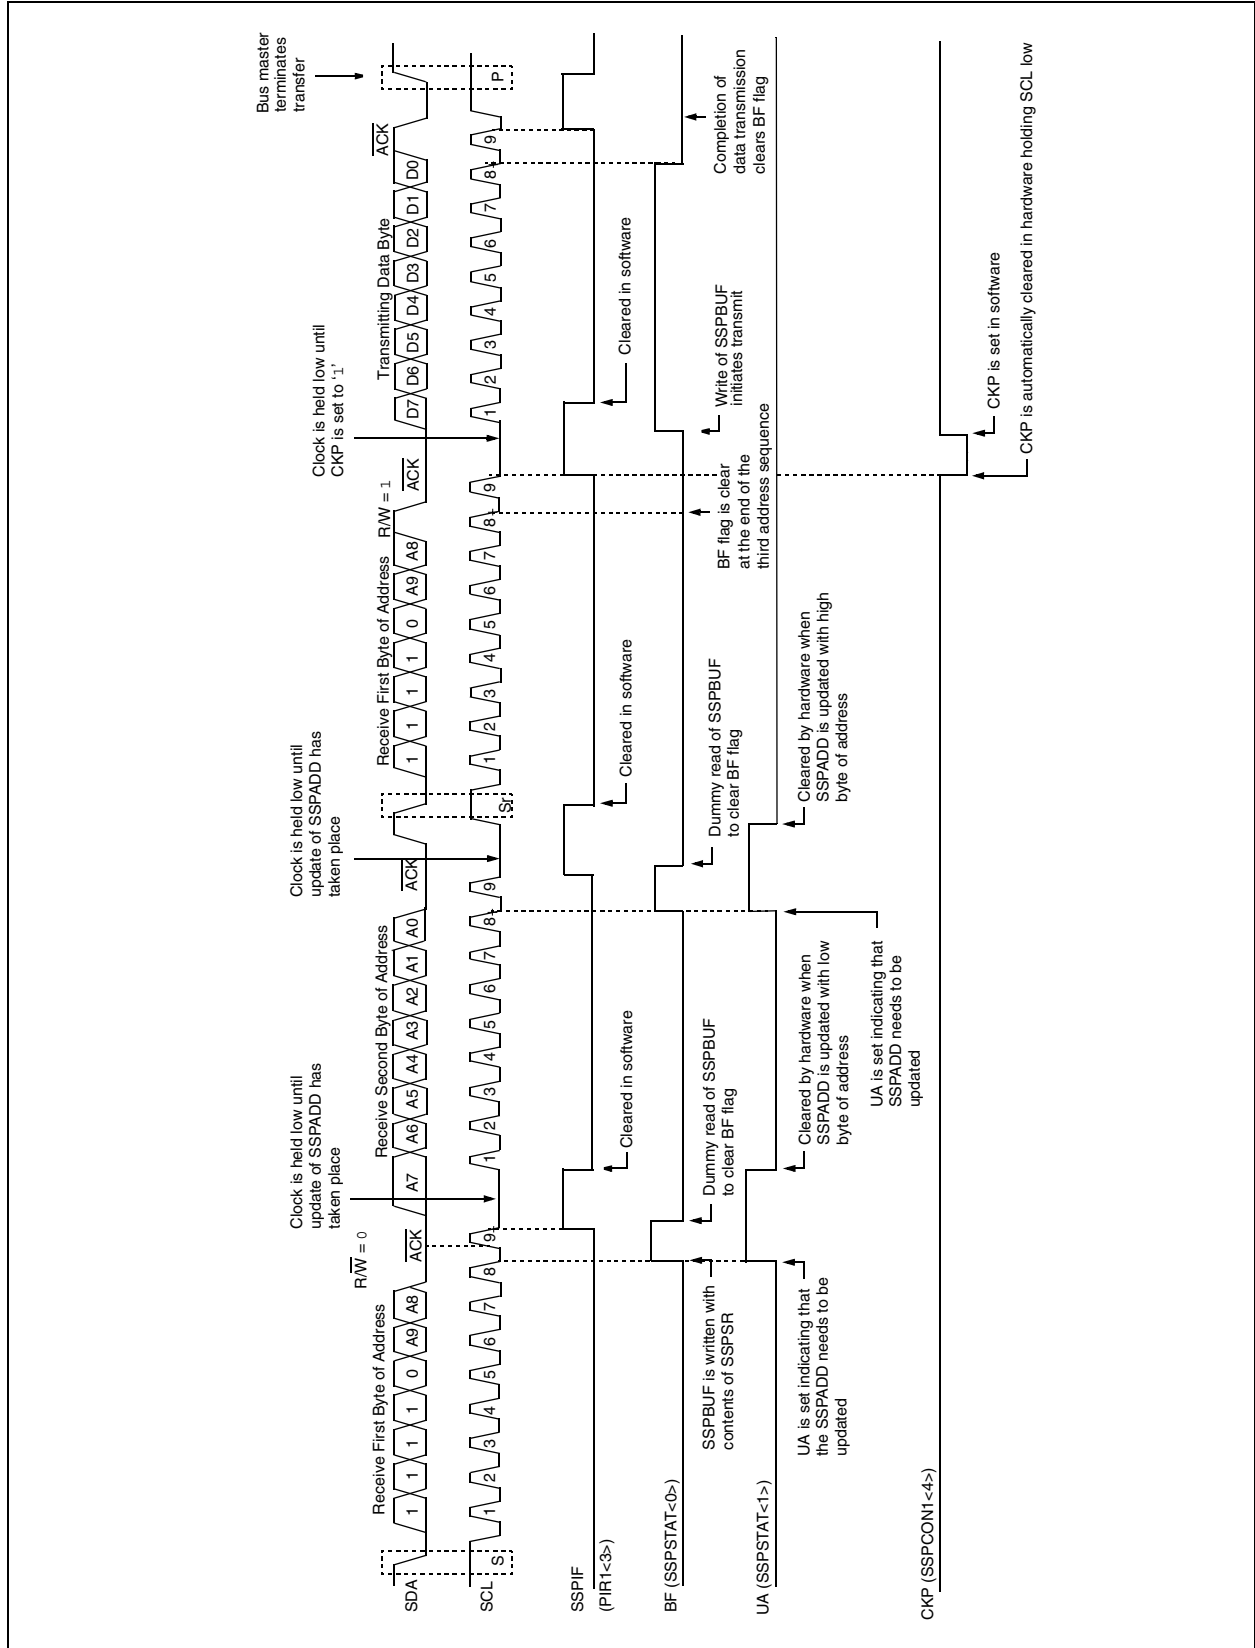 Bus master
terminates
transfer
Clock is held low until
CKP is set to ‘1’
Clock is held low until
update of SSPADD has
taken place
Clock is held low until
update of SSPADD has
taken place
R/W = 0
R/W = 1
Receive First Byte of Address
ACK
Receive Second Byte of Address
ACK
Receive First Byte of Address
ACK
Transmitting Data Byte
ACK
SDA
1 1 1 1 0 A9 A8
A7 A6 A5 A4 A3 A2 A1 A0
1 1 1 1 0 A9 A8
D7 D6 D5 D4 D3 D2 D1 D0
SCL
S
1 2 3 4 5 6 7 8 9
1 2 3 4 5 6 7 8 9
Sr
1 2 3 4 5 6 7 8 9
1 2 3 4 5 6 7 8 9
P
SSPIF
(PIR1<3>)
Cleared in software
Cleared in software
Cleared in software
BF (SSPSTAT<0>)
SSPBUF is written with
contents of SSPSR
Dummy read of SSPBUF
to clear BF flag
Dummy read of SSPBUF
to clear BF flag
BF flag is clear
at the end of the
third address sequence
Write of SSPBUF
initiates transmit
Completion of
data transmission
clears BF flag
UA (SSPSTAT<1>)
UA is set indicating that
the SSPADD needs to be
updated
Cleared by hardware when
SSPADD is updated with low
byte of address
UA is set indicating that
SSPADD needs to be
updated
Cleared by hardware when
SSPADD is updated with high
byte of address
CKP (SSPCON1<4>)
CKP is set in software
CKP is automatically cleared in hardware holding SCL low